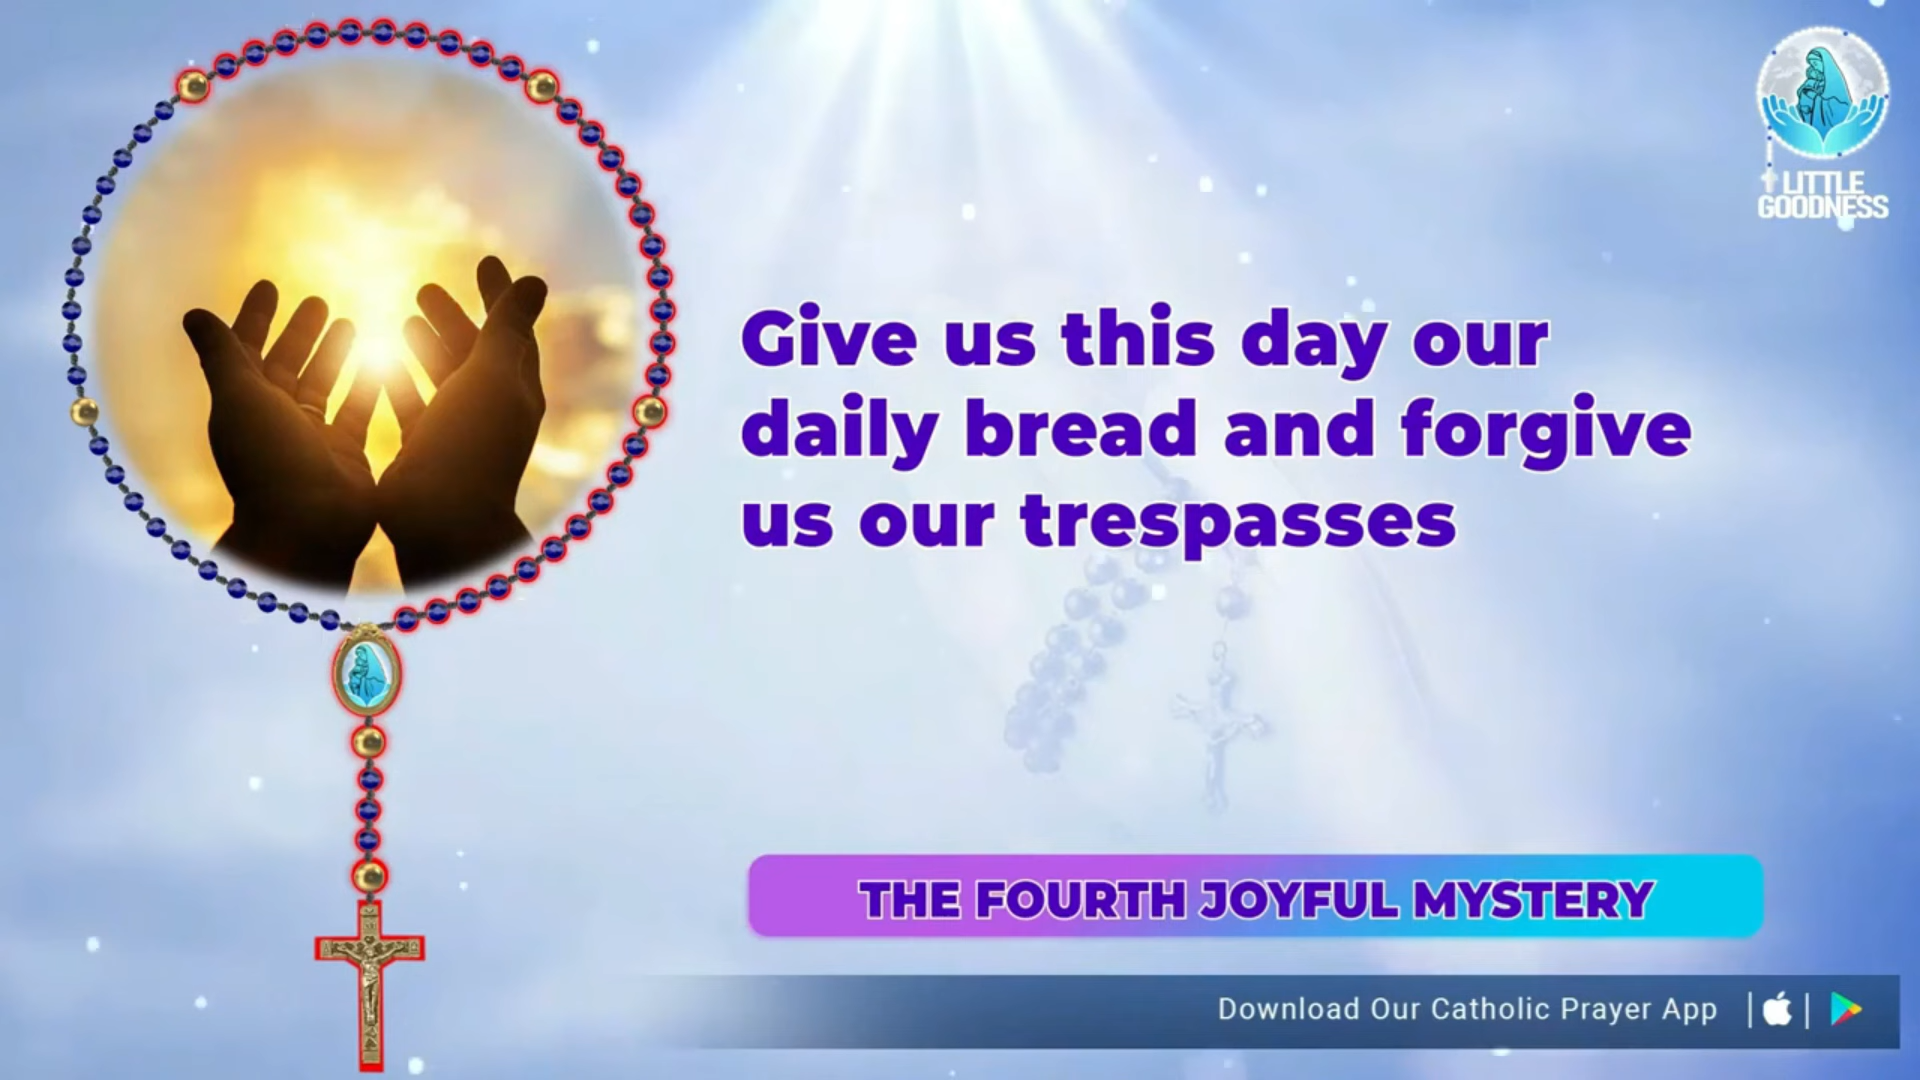 LITTLE
GOODNESS
Give us this day our
daily bread and forgive
us our trespasses
THE FOURTH JOYFUL MYSTERY
Download Our Catholic Prayer App